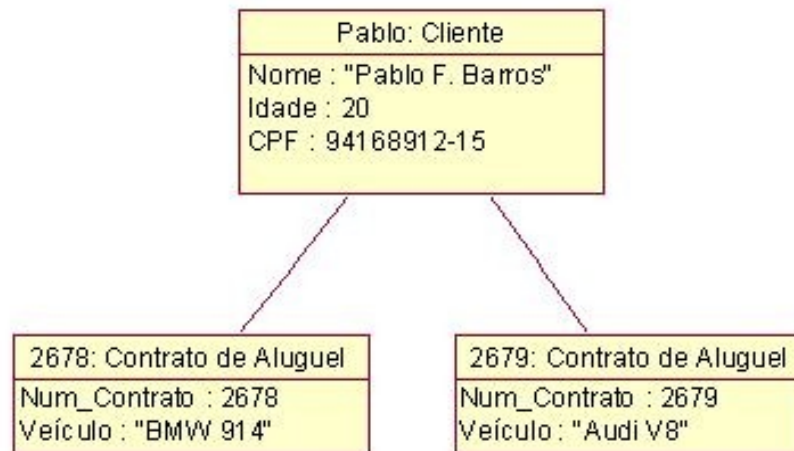 Pablo: Cliente
Nome : "Pablo F. Barros"
Idade : 20
CPF : 94168912-15
2678: Contrato de Aluguel
Num_Contrato : 2678
Veículo : "BMW 914"
2679: Contrato de Aluguel
Num_Contrato : 2679
Veículo : "Audi V8"